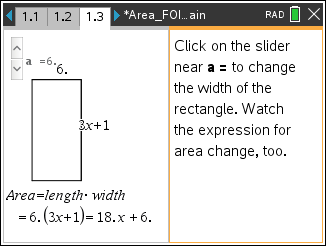 1.1 1.2 1.3 *Area_FOI...ain RAD
a =6.
6.
3x+1
Area=length· width
=6.·(3x+1)=18.·x+6.
Click on the slider
near a = to change
the width of the
rectangle. Watch
the expression for
area change, too.